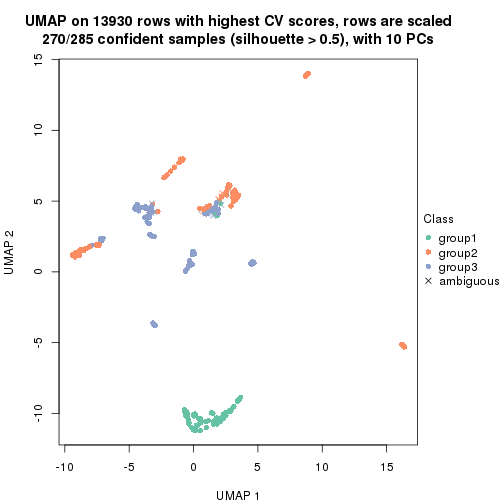 UMAP on 13930 rows with highest CV scores, rows are scaled
270/285 confident samples (silhouette > 0.5), with 10 PCs
15
10
5
0
-5
-10
UMAP 2
-10
-5
0
5
10
15
UMAP 1
Class
group1
group2
group3
ambiguous